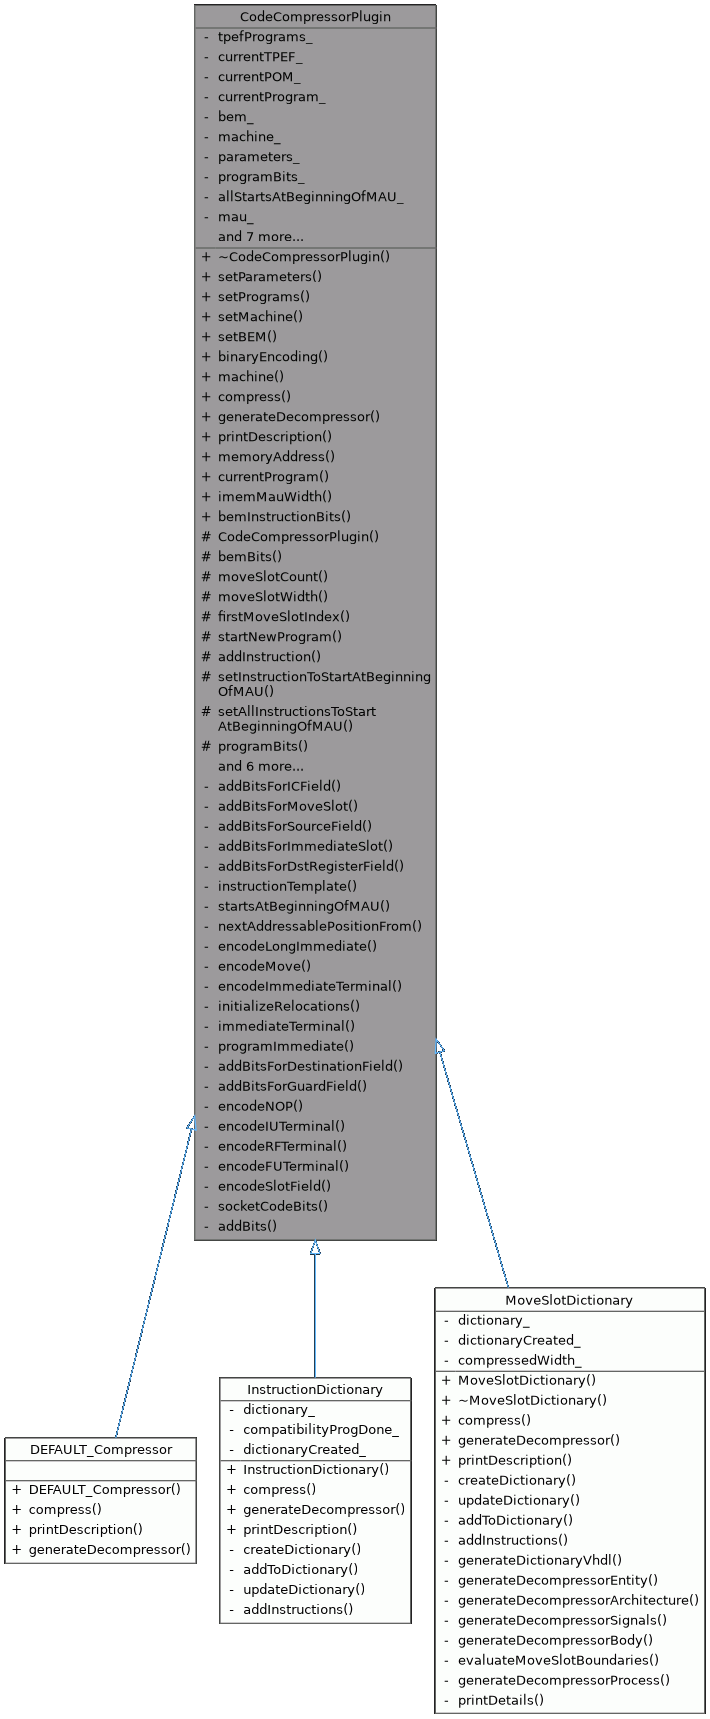 CodeCompressorPlugin
- tpefPrograms_
- currentTPEF_
- currentPOM_
- currentProgram_
- bem_
- machine_
- parameters_
- programBits_
- allStartsAtBeginningOfMAU_
- mau_
and 7 more...
+ ~CodeCompressorPlugin()
+ setParameters()
+ setPrograms()
+ setMachine()
+ setBEM()
+ binaryEncoding()
+ machine()
+ compress()
+ generateDecompressor()
+ printDescription()
+ memoryAddress()
+ currentProgram()
+ imemMauWidth()
+ bemInstructionBits()
# CodeCompressorPlugin()
# bemBits()
# moveSlotCount()
# moveSlotWidth()
# firstMoveSlotIndex()
# startNewProgram()
# addInstruction()
# setInstructionToStartAtBeginning
OfMAU()
# setAllInstructionsToStart
AtBeginningOfMAU()
# programBits()
and 6 more...
- addBitsForICField()
- addBitsForMoveSlot()
- addBitsForSourceField()
- addBitsForImmediateSlot()
- addBitsForDstRegisterField()
- instructionTemplate()
- startsAtBeginningOfMAU()
- nextAddressablePositionFrom()
- encodeLongImmediate()
- encodeMove()
- encodeImmediateTerminal()
- initializeRelocations()
- immediateTerminal()
- programImmediate()
- addBitsForDestinationField()
- addBitsForGuardField()
- encodeNOP()
- encodeIUTerminal()
- encodeRFTerminal()
- encodeFUTerminal()
- encodeSlotField()
- socketCodeBits()
- addBits()
DEFAULT_Compressor
+ DEFAULT_Compressor()
+ compress()
+ printDescription()
+ generateDecompressor()
InstructionDictionary
- dictionary_
- compatibilityProgDone_
- dictionaryCreated_
+ InstructionDictionary()
+ compress()
+ generateDecompressor()
+ printDescription()
- createDictionary()
- addToDictionary()
- updateDictionary()
- addInstructions()
MoveSlotDictionary
- dictionary_
- dictionaryCreated_
- compressedWidth_
+ MoveSlotDictionary()
+ ~MoveSlotDictionary()
+ compress()
+ generateDecompressor()
+ printDescription()
- createDictionary()
- updateDictionary()
- addToDictionary()
- addInstructions()
- generateDictionaryVhdl()
- generateDecompressorEntity()
- generateDecompressorArchitecture()
- generateDecompressorSignals()
- generateDecompressorBody()
- evaluateMoveSlotBoundaries()
- generateDecompressorProcess()
- printDetails()